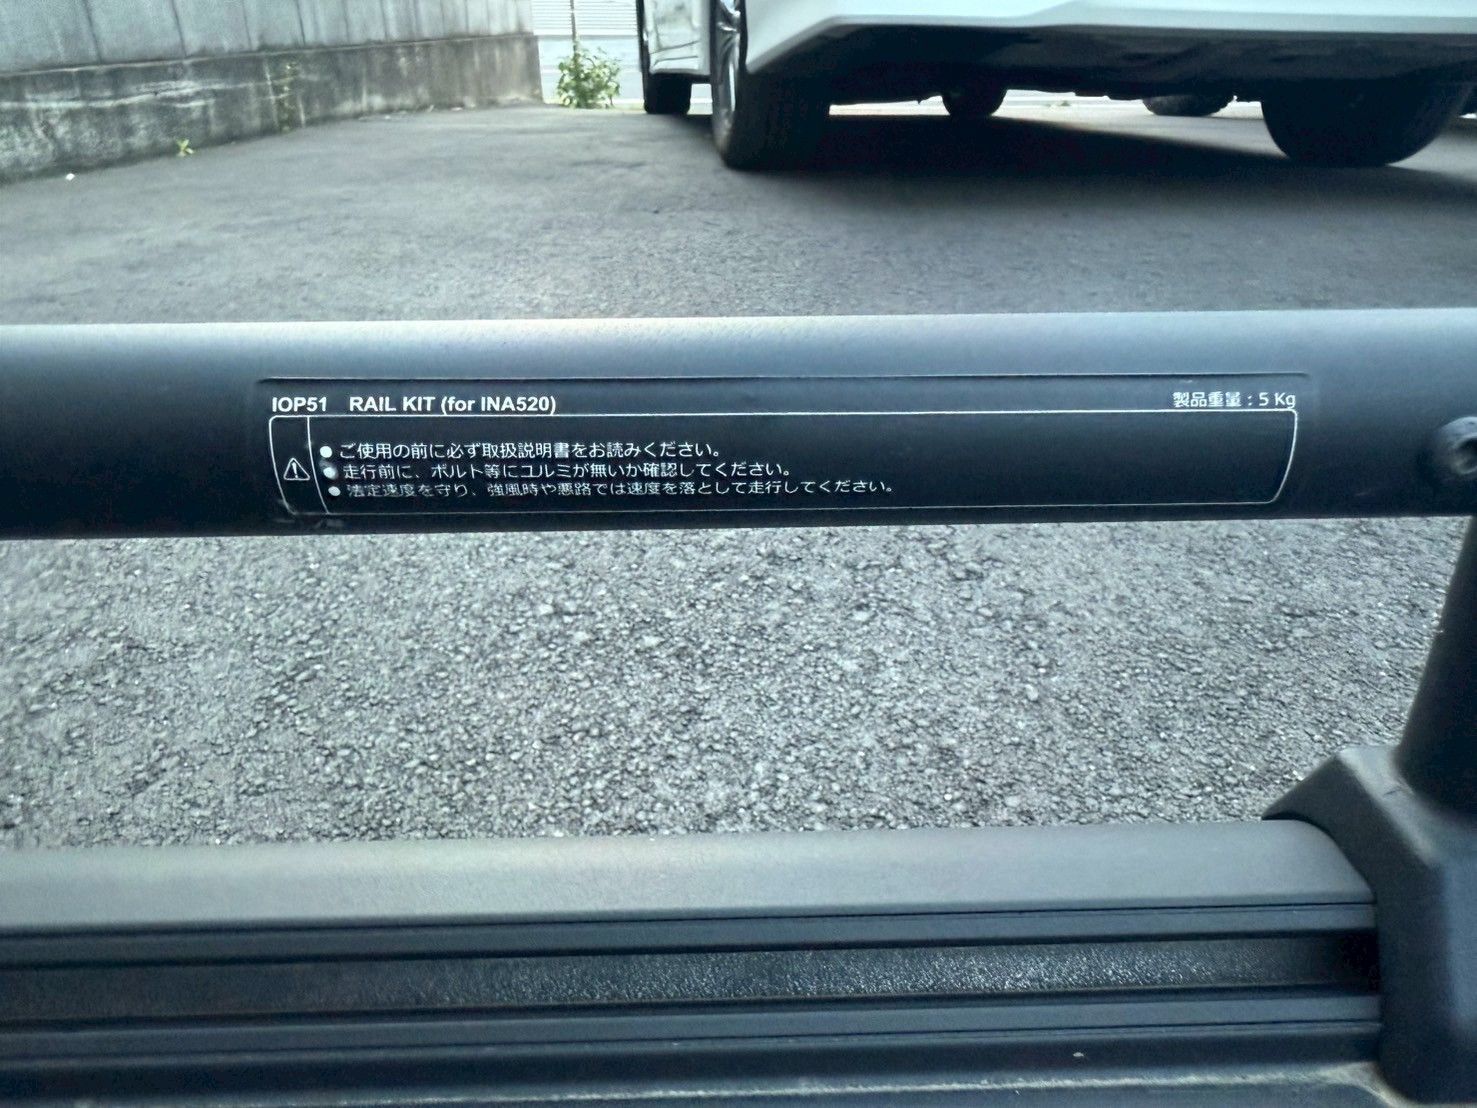 IOP51 RAIL KIT (for INA520) 製品重量：5 Kg
● ご使用の前に必ず取扱説明書をお読みください。
● 走行前に、ボルト等にユルミが無いか確認してください。
● 法定速度を守り、強風時や悪路では速度を落として走行してください。